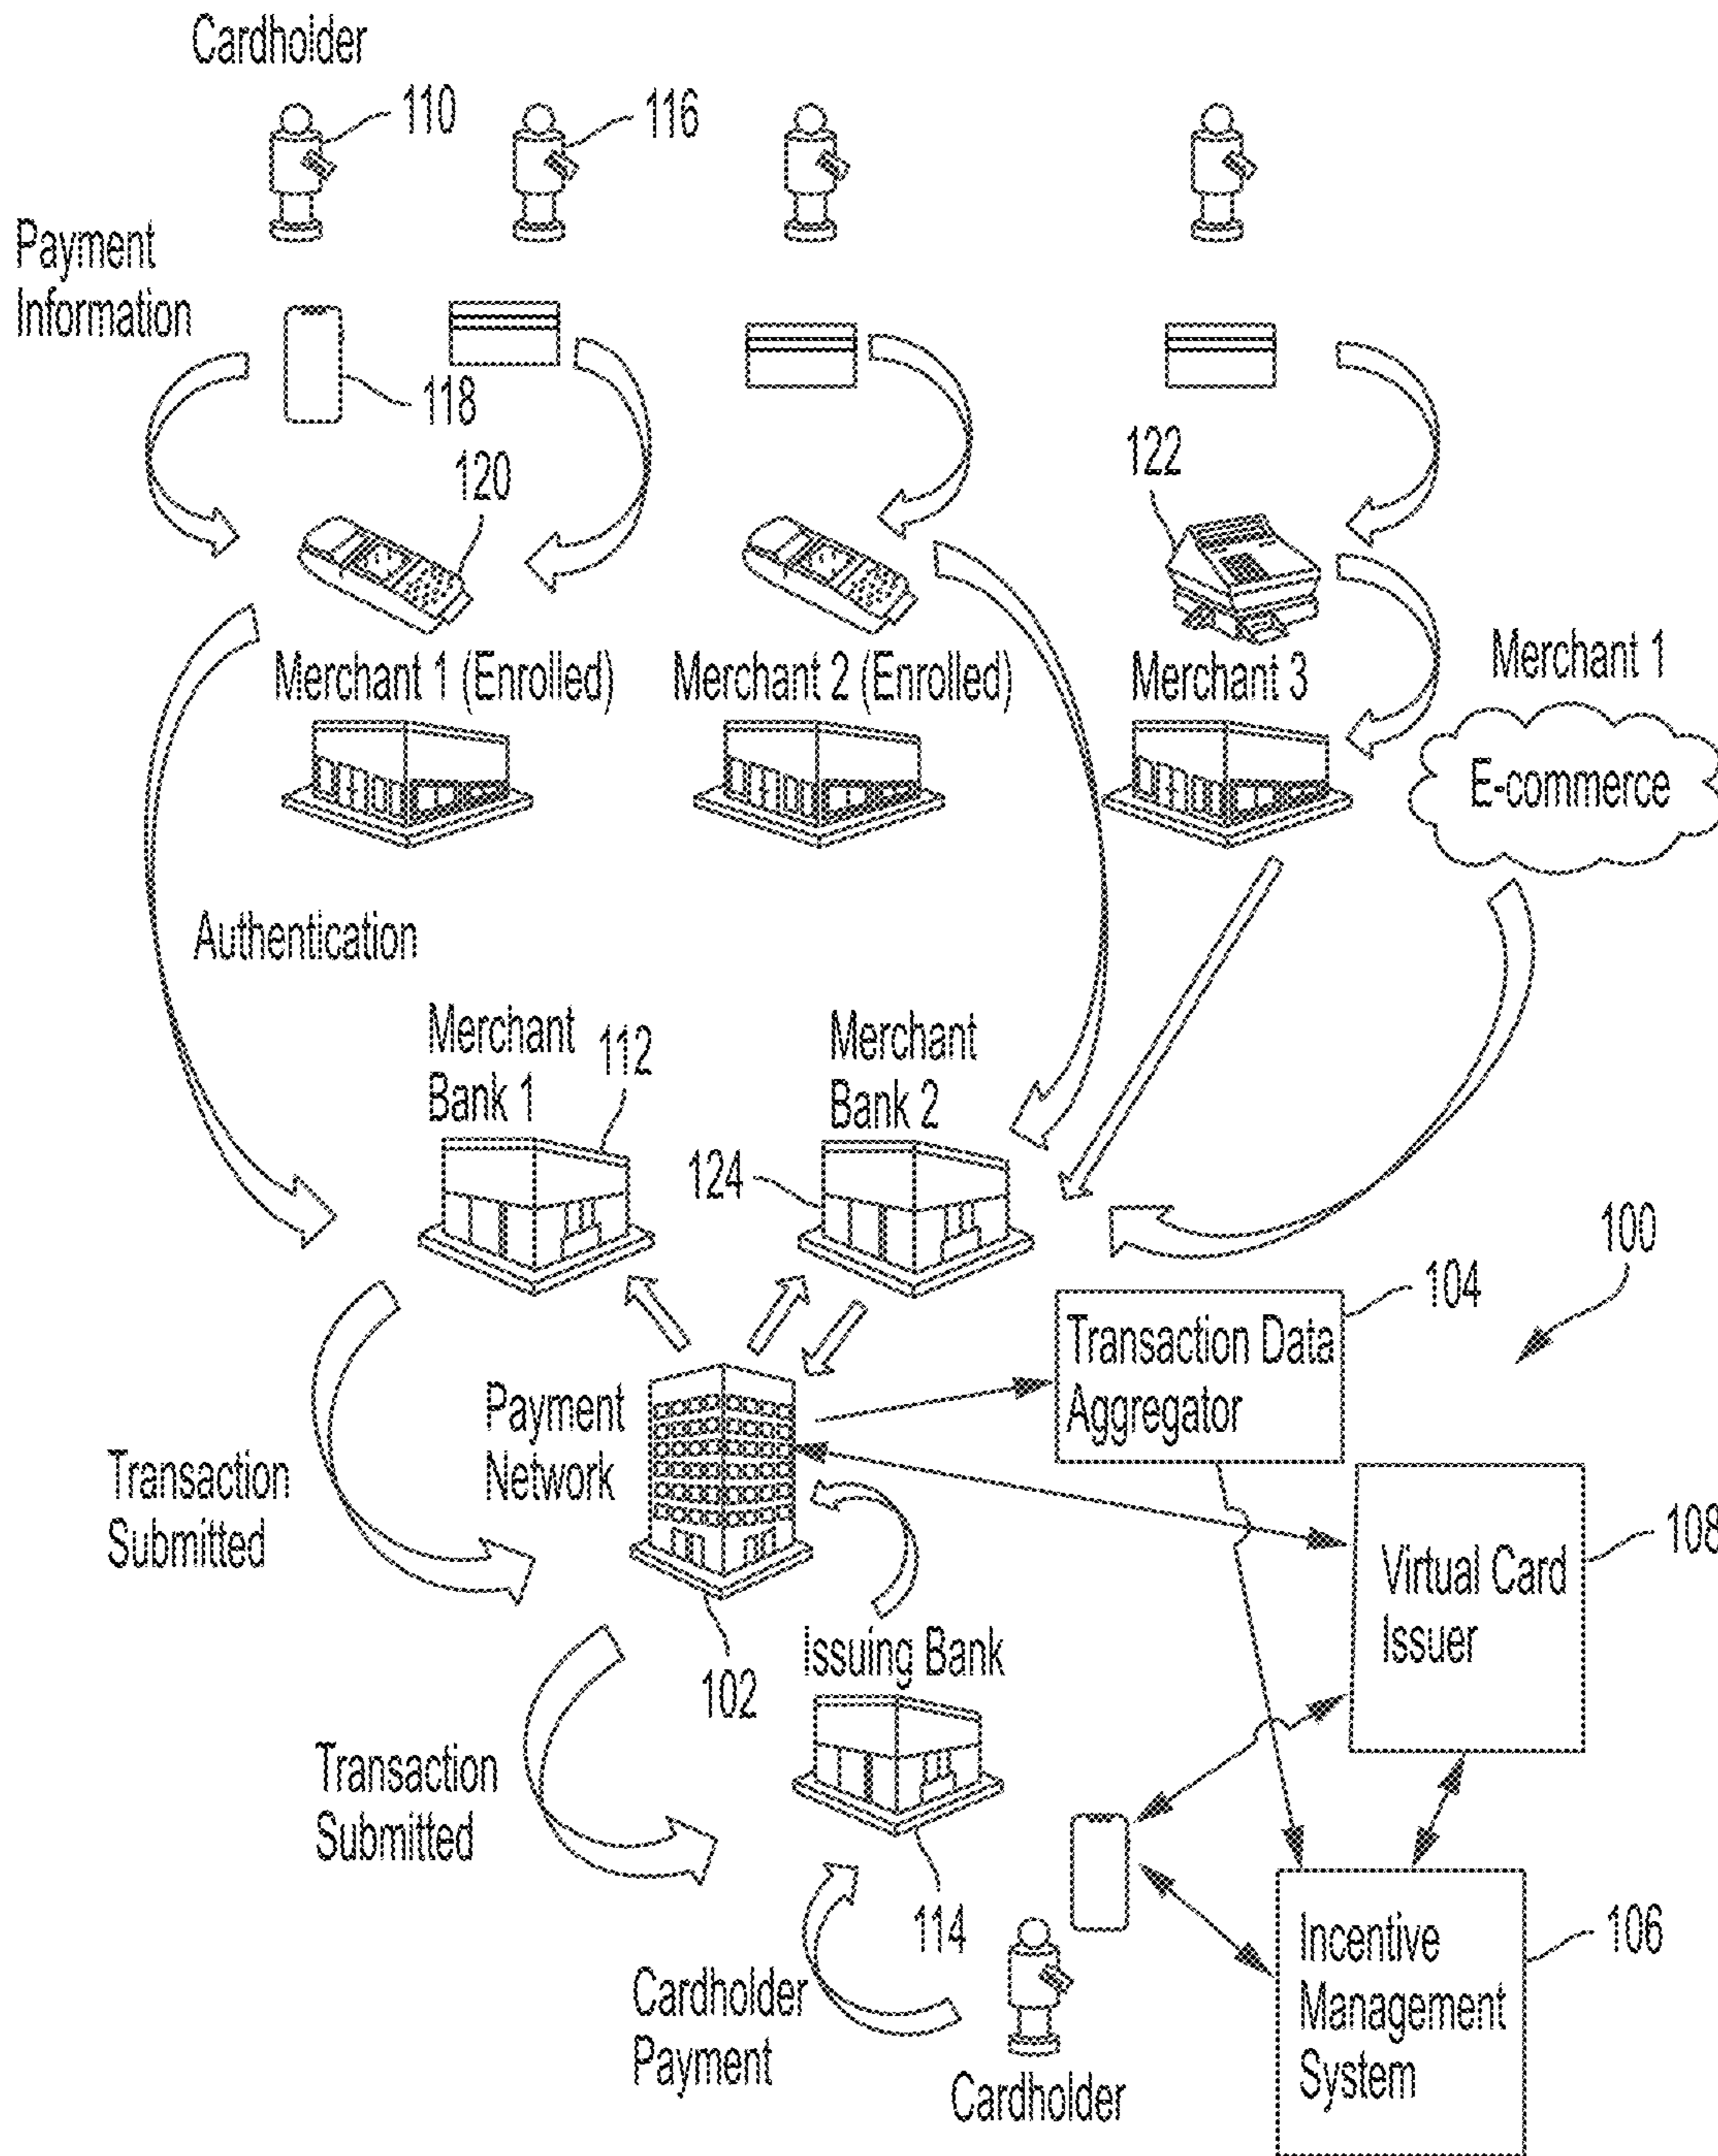 Cardholder
110
116
Payment
Information
118
120
122
Merchant 1 (Enrolled)
Merchant 2 (Enrolled)
Merchant 3
Merchant 1
E-commerce
Authentication
Merchant
Bank 1
112
Merchant
Bank 2
124
100
104
Transaction Data
Aggregator
Payment
Network
Transaction
Submitted
108
Virtual Card
Issuer
102
Issuing Bank
Transaction
Submitted
114
106
Incentive
Management
System
Cardholder
Payment
Cardholder